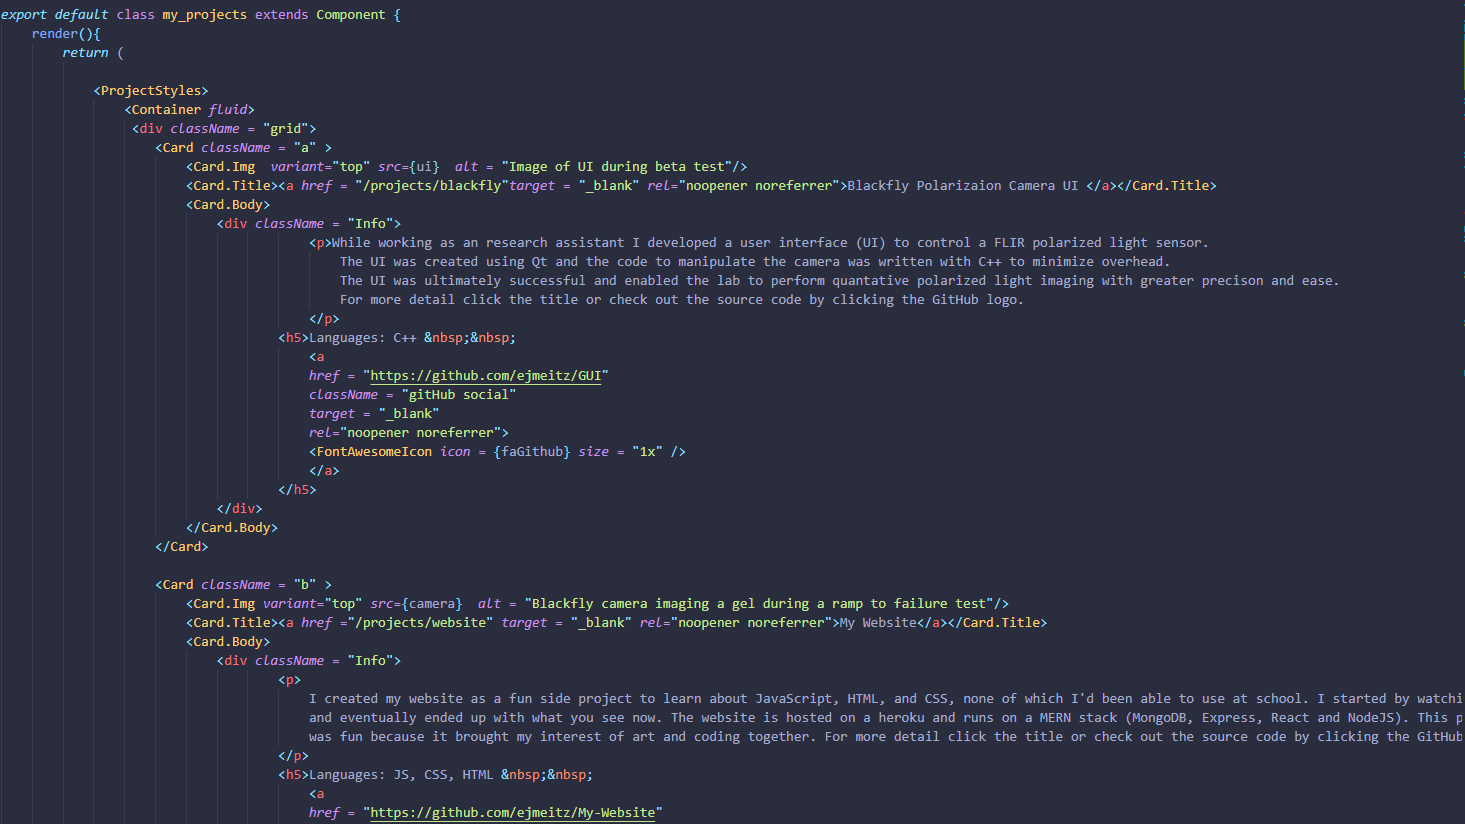 export default class my_projects extends Component {
render(){
return (
<ProjectStyles>
<Container fluid>
<div className = "grid">
<Card className = "a" >
<Card.Img  variant="top" src={ui}  alt = "Image of UI during beta test"/>
<Card.Title><a href = "/projects/blackfly"target = "_blank" rel="noopener noreferrer">Blackfly Polarizaion Camera UI </a></Card.Title>
<Card.Body>
<div className = "Info">
<p>While working as an research assistant I developed a user interface (UI) to control a FLIR polarized light sensor.
The UI was created using Qt and the code to manipulate the camera was written with C++ to minimize overhead.
The UI was ultimately successful and enabled the lab to perform quantative polarized light imaging with greater precison and ease.
For more detail click the title or check out the source code by clicking the GitHub logo.
</p>
<h5>Languages: C++ &nbsp;&nbsp;
<a
href = "https://github.com/ejmeitz/GUI"
className = "gitHub social"
target = "_blank"
rel="noopener noreferrer">
<FontAwesomeIcon icon = {faGithub} size = "1x" />
</a>
</h5>
</div>
</Card.Body>
</Card>
<Card className = "b" >
<Card.Img variant="top" src={camera}  alt = "Blackfly camera imaging a gel during a ramp to failure test"/>
<Card.Title><a href ="/projects/website" target = "_blank" rel="noopener noreferrer">My Website</a></Card.Title>
<Card.Body>
<div className = "Info">
<p>
I created my website as a fun side project to learn about JavaScript, HTML, and CSS, none of which I'd been able to use at school. I started by watchi
and eventually ended up with what you see now. The website is hosted on a heroku and runs on a MERN stack (MongoDB, Express, React and NodeJS). This p
was fun because it brought my interest of art and coding together. For more detail click the title or check out the source code by clicking the GitHub
</p>
<h5>Languages: JS, CSS, HTML &nbsp;&nbsp;
<a
href = "https://github.com/ejmeitz/My-Website"